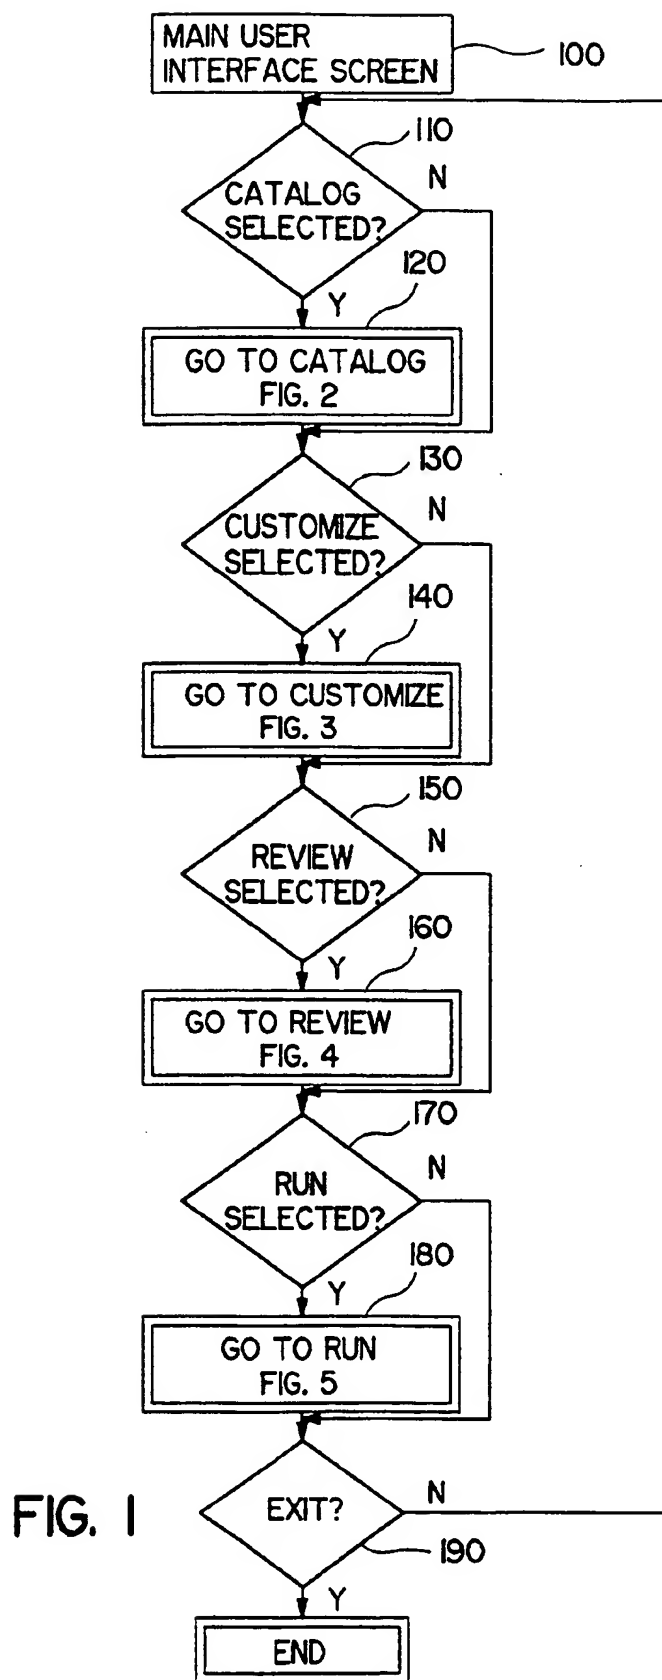 MAIN USER
INTERFACE SCREEN
100
110
CATALOG
SELECTED?
N
Y
120
GO TO CATALOG
FIG. 2
130
CUSTOMIZE
SELECTED?
N
Y
140
GO TO CUSTOMIZE
FIG. 3
150
REVIEW
SELECTED?
N
Y
160
GO TO REVIEW
FIG. 4
170
RUN
SELECTED?
N
Y
180
GO TO RUN
FIG. 5
EXIT?
N
190
Y
END
FIG. 1